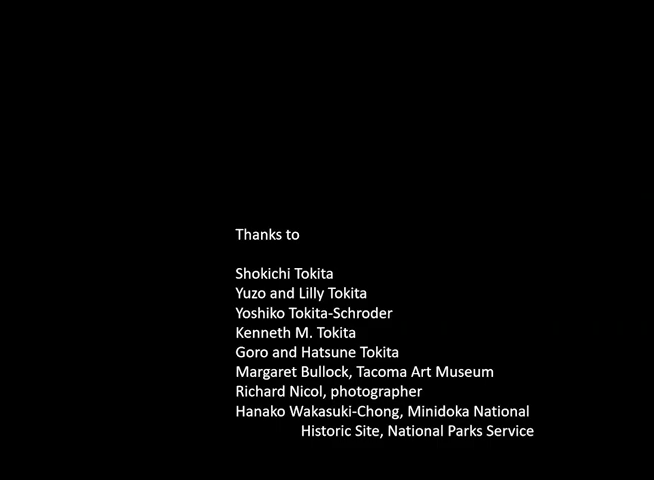 Thanks to
Shokichi Tokita
Yuzo and Lilly Tokita
Yoshiko Tokita-Schroder
Kenneth M. Tokita
Goro and Hatsune Tokita
Margaret Bullock, Tacoma Art Museum
Richard Nicol, photographer
Hanako Wakasuki-Chong, Minidoka National
Historic Site, National Parks Service